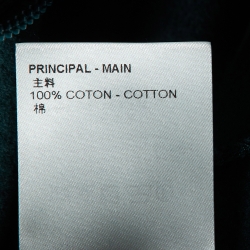 PRINCIPAL - MAIN
主料
100% COTON - COTTON
棉